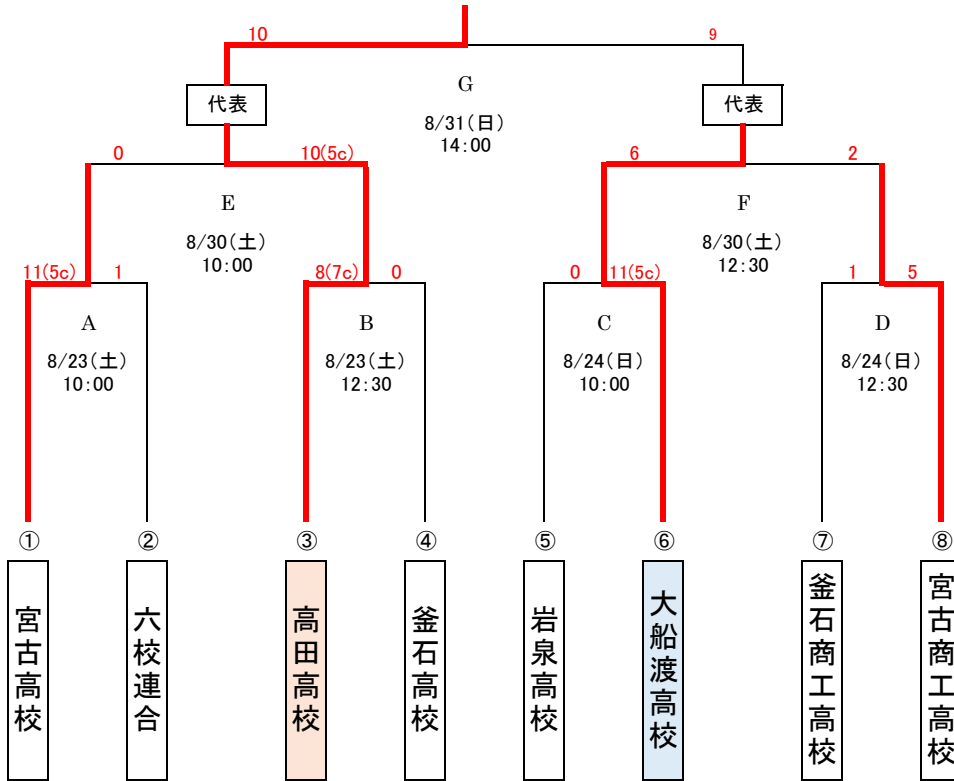 10
9
G
代表
代表
8/31(日)
14:00
0
10(5c)
6
2
E
F
8/30(土)
10:00
8/30(土)
12:30
11(5c)
1
8(7c)
0
0
11(5c)
1
5
A
B
C
D
8/23(土)
10:00
8/23(土)
12:30
8/24(日)
10:00
8/24(日)
12:30
①
②
③
④
⑤
⑥
⑦
⑧
宮古高校
六校連合
高田高校
釜石高校
岩泉高校
大船渡高校
釜石商工高校
宮古商工高校